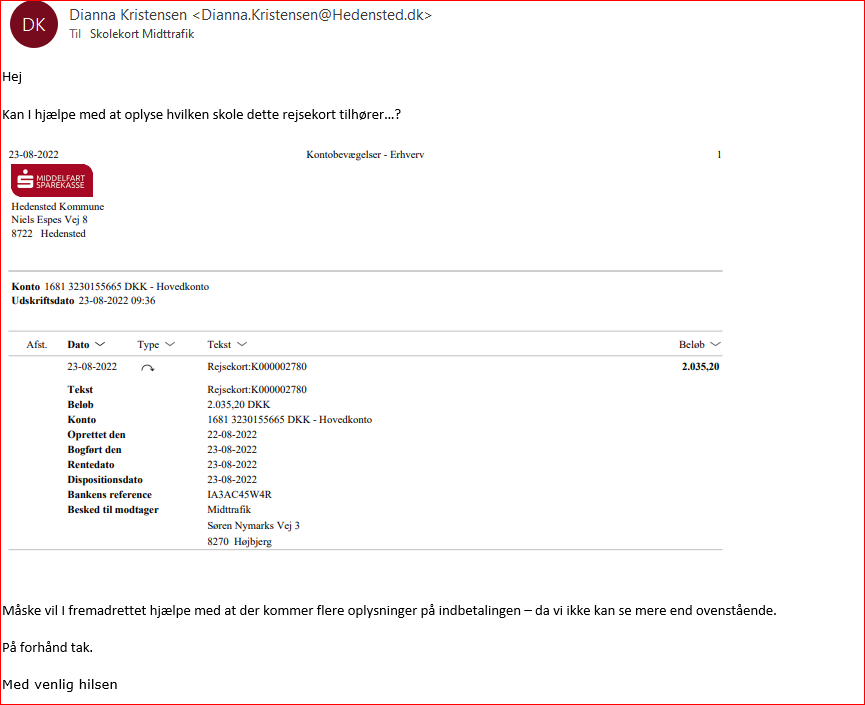 DK
Dianna Kristensen <Dianna.Kristensen@Hedensted.dk>
Til Skolekort Midttrafik
Hej
Kan I hjælpe med at oplyse hvilken skole dette rejsekort tilhører…?
23-08-2022 Kontobevægelser - Erhverv 1
MIDDELFART
SPAREKASSE
Hedensted Kommune
Niels Espes Vej 8
8722 Hedensted
Konto 1681 3230155665 DKK - Hovedkonto
Udskriftsdato 23-08-2022 09:36
Afst. Dato Type Tekst Beløb
23-08-2022 Rejsekort:K000002780 2.035,20
Tekst Rejsekort:K000002780
Beløb 2.035,20 DKK
Konto 1681 3230155665 DKK - Hovedkonto
Oprettet den 22-08-2022
Bogført den 23-08-2022
Rentedato 23-08-2022
Dispositionsdato 23-08-2022
Bankens reference IA3AC45W4R
Besked til modtager Midttrafik
Søren Nymarks Vej 3
8270 Højbjerg
Måske vil I fremadrettet hjælpe med at der kommer flere oplysninger på indbetalingen – da vi ikke kan se mere end ovenstående.
På forhånd tak.
Med venlig hilsen